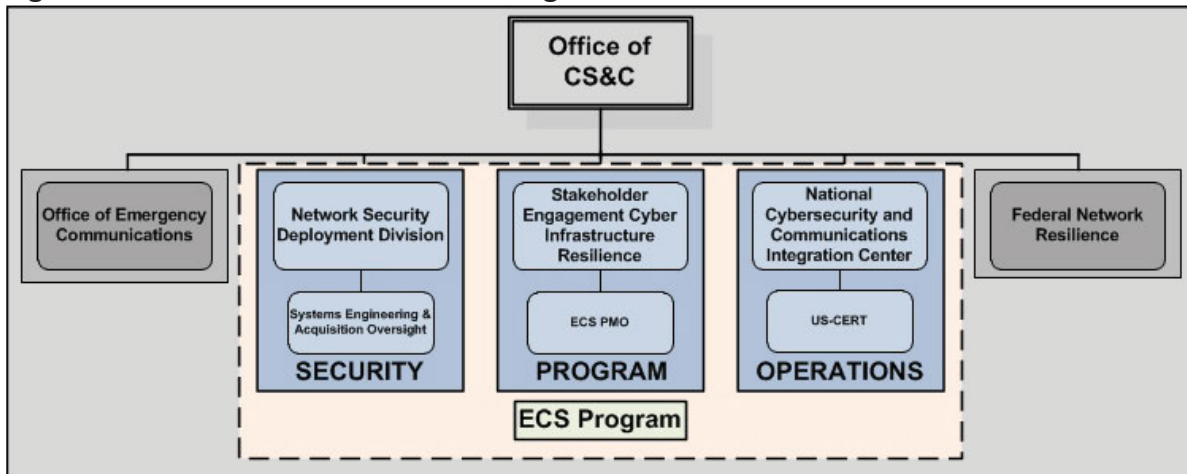 Office of
CS&C
Office of Emergency
Communications
Network Security
Deployment Division
Systems Engineering &
Acquisition Oversight
SECURITY
Stakeholder
Engagement Cyber
Infrastructure
Resilience
ECS PMO
PROGRAM
National
Cybersecurity and
Communications
Integration Center
US-CERT
OPERATIONS
Federal Network
Resilience
ECS Program